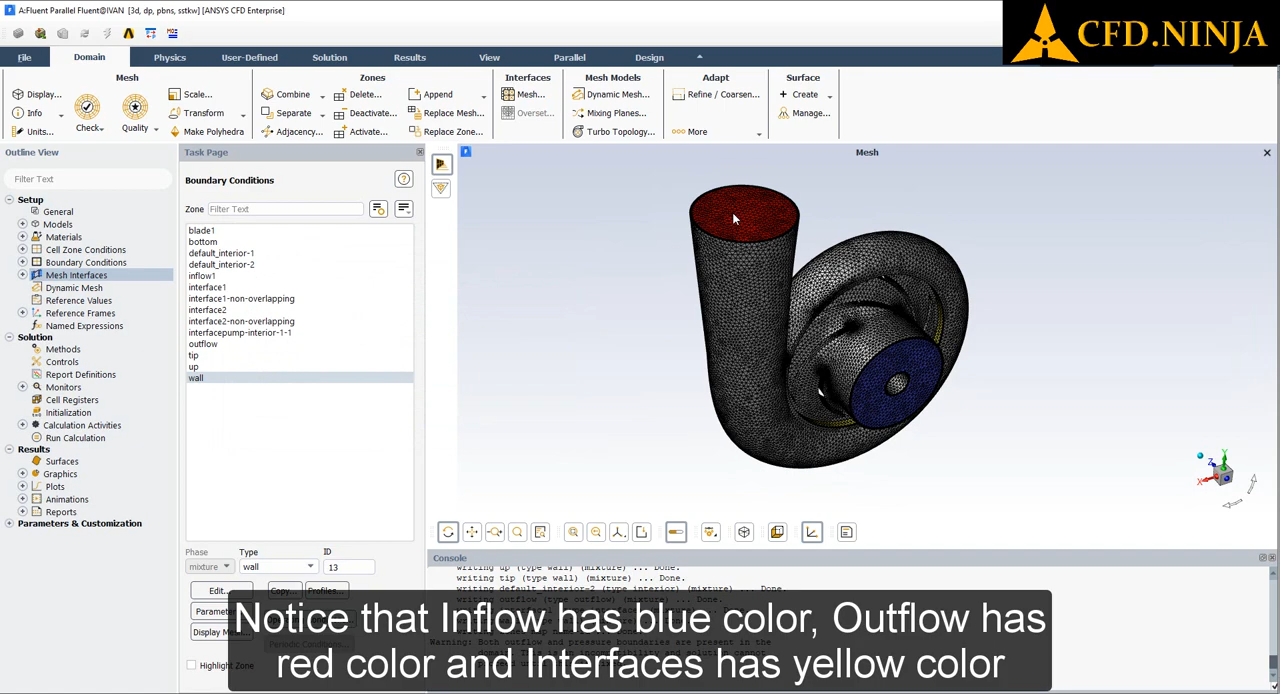 A:Fluent Parallel Fluent@IVAN [3d, dp, pbns, sstkw] [ANSYS CFD Enterprise]
CFD.NINJA
File Domain Physics User-Defined Solution Results View Parallel Design
Mesh Zones Interfaces Mesh Models Adapt Surface
Display... Scale... Combine Delete... Append Mesh... Dynamic Mesh... Refine / Coarsen... Create
Info Check Transform Quality Separate Deactivate... Replace Mesh... Overset... Mixing Planes... Manage...
Units... Make Polyhedra Adjacency... Activate... Replace Zone... Turbo Topology... More
Outline View
Filter Text
Setup
General
Models
Materials
Cell Zone Conditions
Boundary Conditions
Mesh Interfaces
Dynamic Mesh
Reference Values
Reference Frames
Named Expressions
Solution
Methods
Controls
Report Definitions
Monitors
Cell Registers
Initialization
Calculation Activities
Run Calculation
Results
Surfaces
Graphics
Plots
Animations
Reports
Parameters & Customization
Task Page
Boundary Conditions
Zone Filter Text
blade1
bottom
default_interior-1
default_interior-2
inflow1
interface1
interface1-non-overlapping
interface2
interface2-non-overlapping
interfacepump-interior-1-1
outflow
tip
up
wall
Phase Type ID
mixture wall 13
Edit... Copy... Profiles...
Highlight Zone
Mesh
Z Y X
Console
writing up (type wall) (mixture) ... Done.
writing tip (type wall) (mixture) ... Done.
writing default_interior-2 (type interior) (mixture) ... Done.
Notice that Inflow has blue color, Outflow has
red color and Interfaces has yellow color